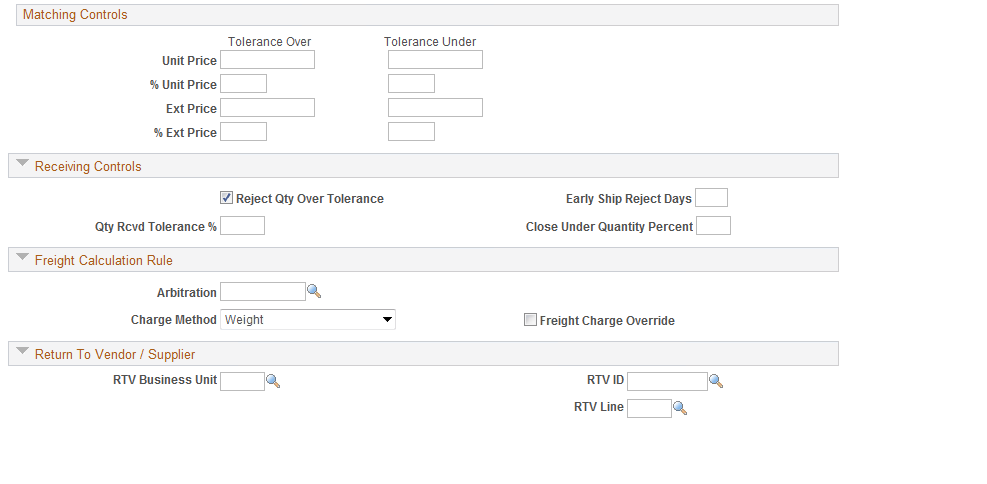 Matching Controls
Tolerance Over Tolerance Under
Unit Price
% Unit Price
Ext Price
% Ext Price
Receiving Controls
Reject Qty Over Tolerance Early Ship Reject Days
Qty Rcvd Tolerance % Close Under Quantity Percent
Freight Calculation Rule
Arbitration
Charge Method Weight Freight Charge Override
Return To Vendor / Supplier
RTV Business Unit RTV ID
RTV Line